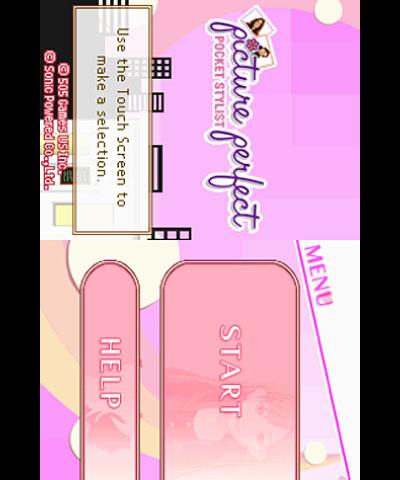 picture perfect
POCKET STYLIST
Use the Touch Screen to
make a selection.
© 505 Games US Inc.
© Sonic Powered Co.,Ltd.
MENU
START
HELP